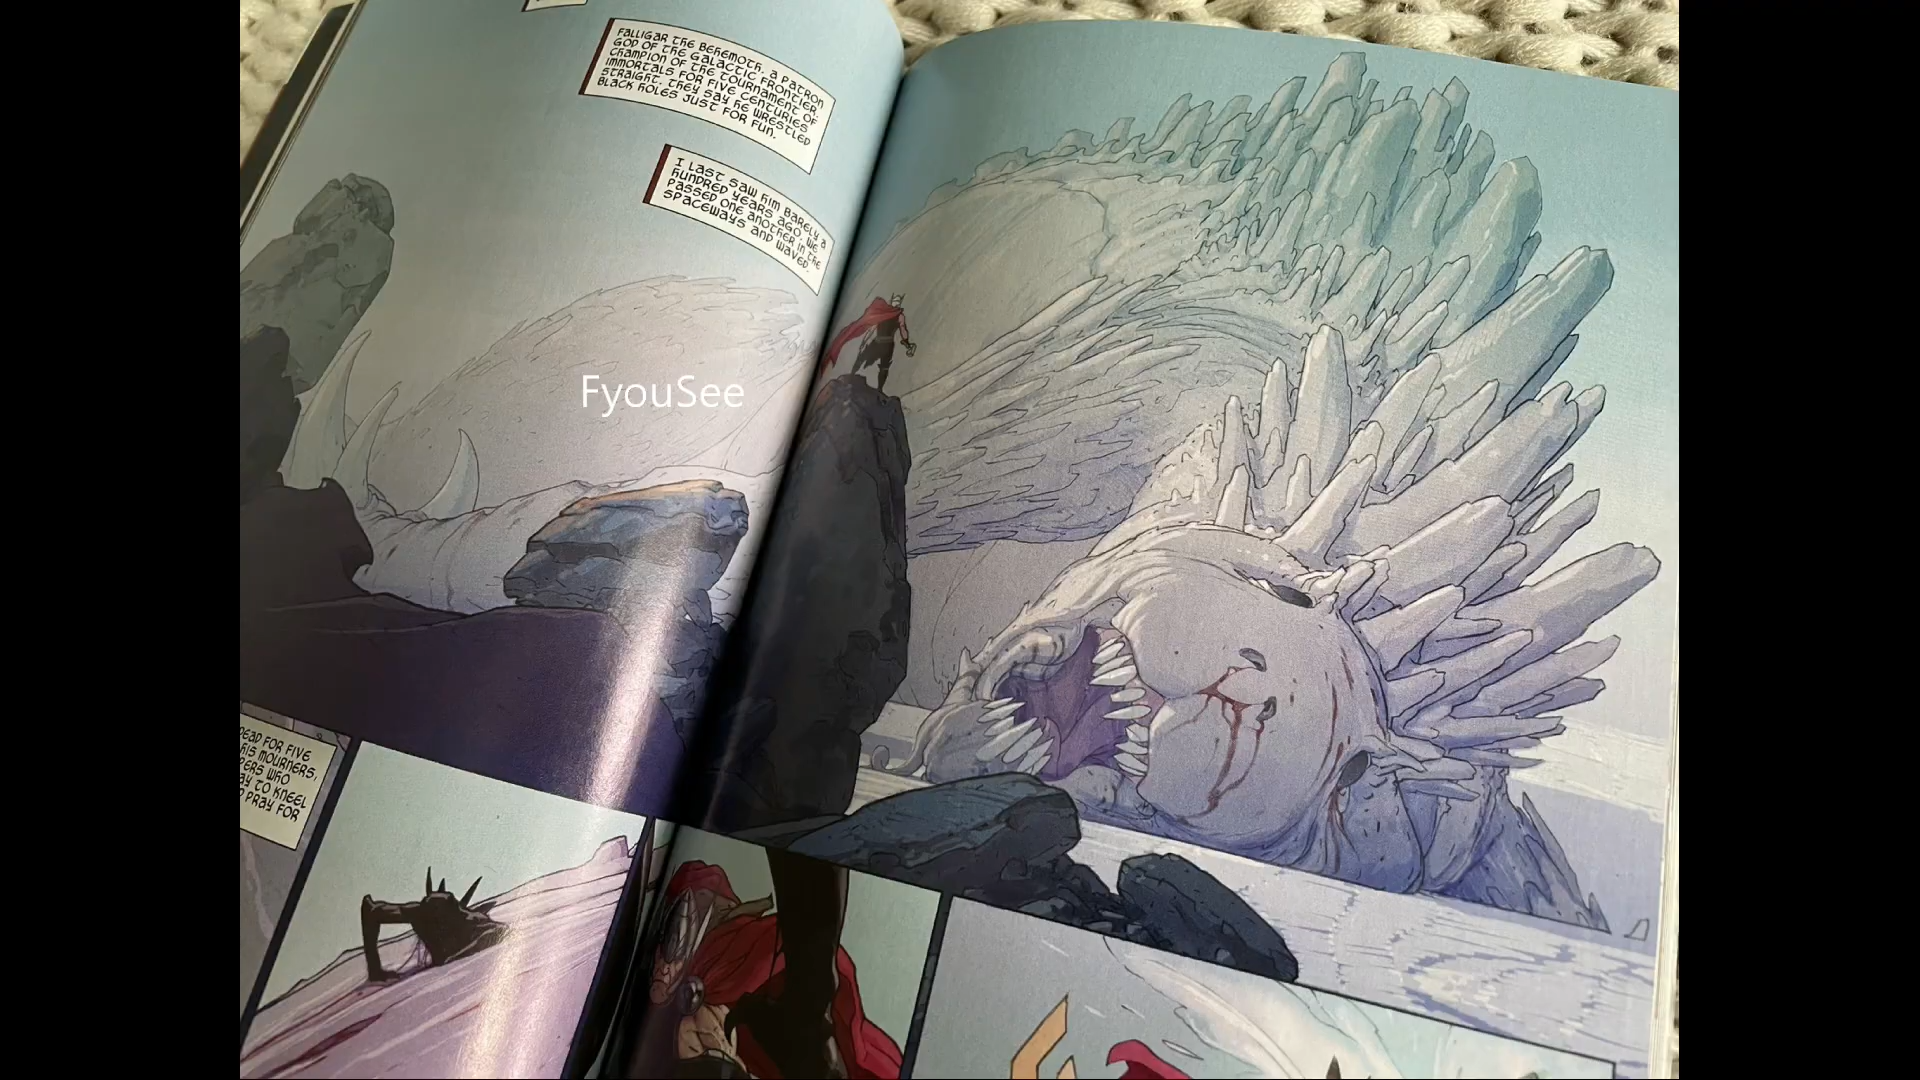 FALLIGAR THE BEHEMOTH, A PATRON
GOD OF THE GALACTIC FRONTIER.
CHAMPION OF THE TOURNAMENT OF
IMMORTALS FOR FIVE CENTURIES
STRAIGHT. THEY SAY HE WRESTLED
BLACK HOLES JUST FOR FUN.
I LAST SAW HIM BARELY A
HUNDRED YEARS AGO. WE
PASSED ONE ANOTHER IN THE
SPACEWAYS AND WAVED.
FyouSee
DEAD FOR FIVE
HIS MOURNERS,
WHO
TO KNEEL
PRAY FOR